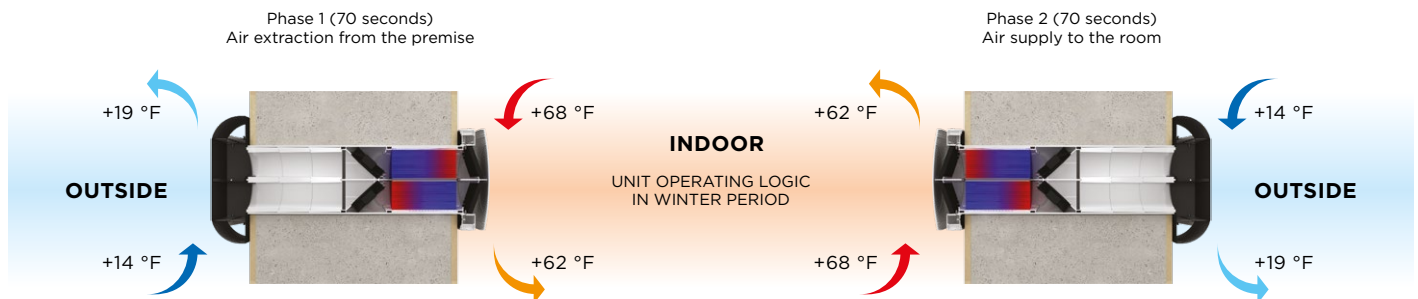 Phase 1 (70 seconds)
Air extraction from the premise
Phase 2 (70 seconds)
Air supply to the room
+19 °F
+68 °F
+62 °F
+14 °F
INDOOR
OUTSIDE
UNIT OPERATING LOGIC
IN WINTER PERIOD
OUTSIDE
+14 °F
+62 °F
+68 °F
+19 °F